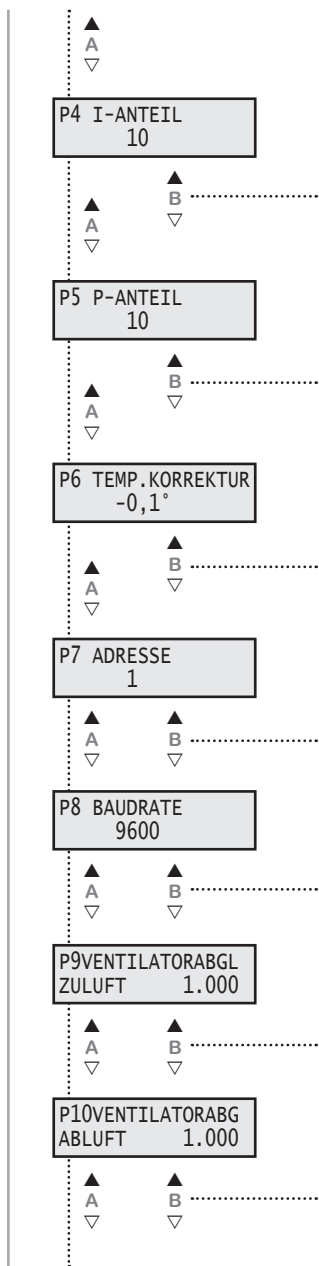 A
P4 I-ANTEIL
10
B
A
P5 P-ANTEIL
10
B
A
P6 TEMP.KORREKTUR
-0,1°
B
A
P7 ADRESSE
1
A B
P8 BAUDRATE
9600
A B
P9VENTILATORABGL
ZULUFT 1.000
A B
P10VENTILATORABG
ABLUFT 1.000
A B